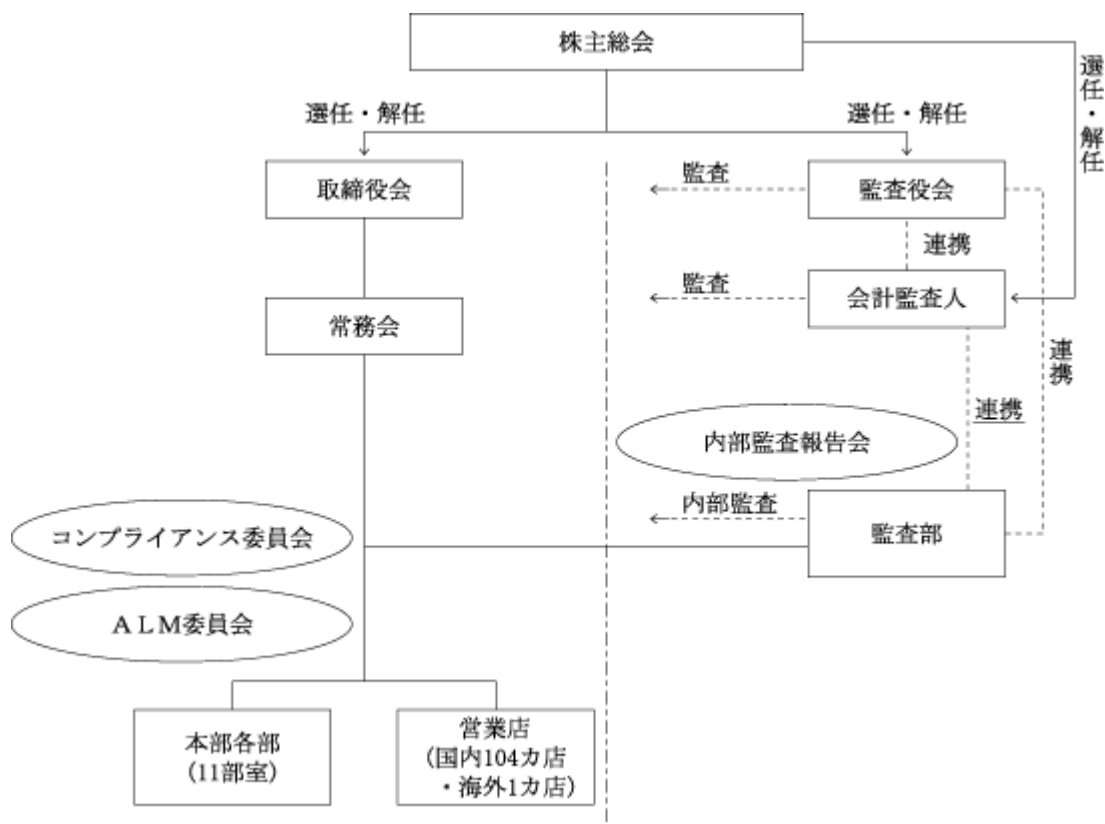 株主総会
選任・解任
選任・解任
選任・解任
取締役会
監査
監査役会
連携
常務会
監査
会計監査人
連携
連携
内部監査報告会
コンプライアンス委員会
内部監査
監査部
ALM委員会
本部各部
(11部室)
営業店
(国内104カ店
・海外1カ店)